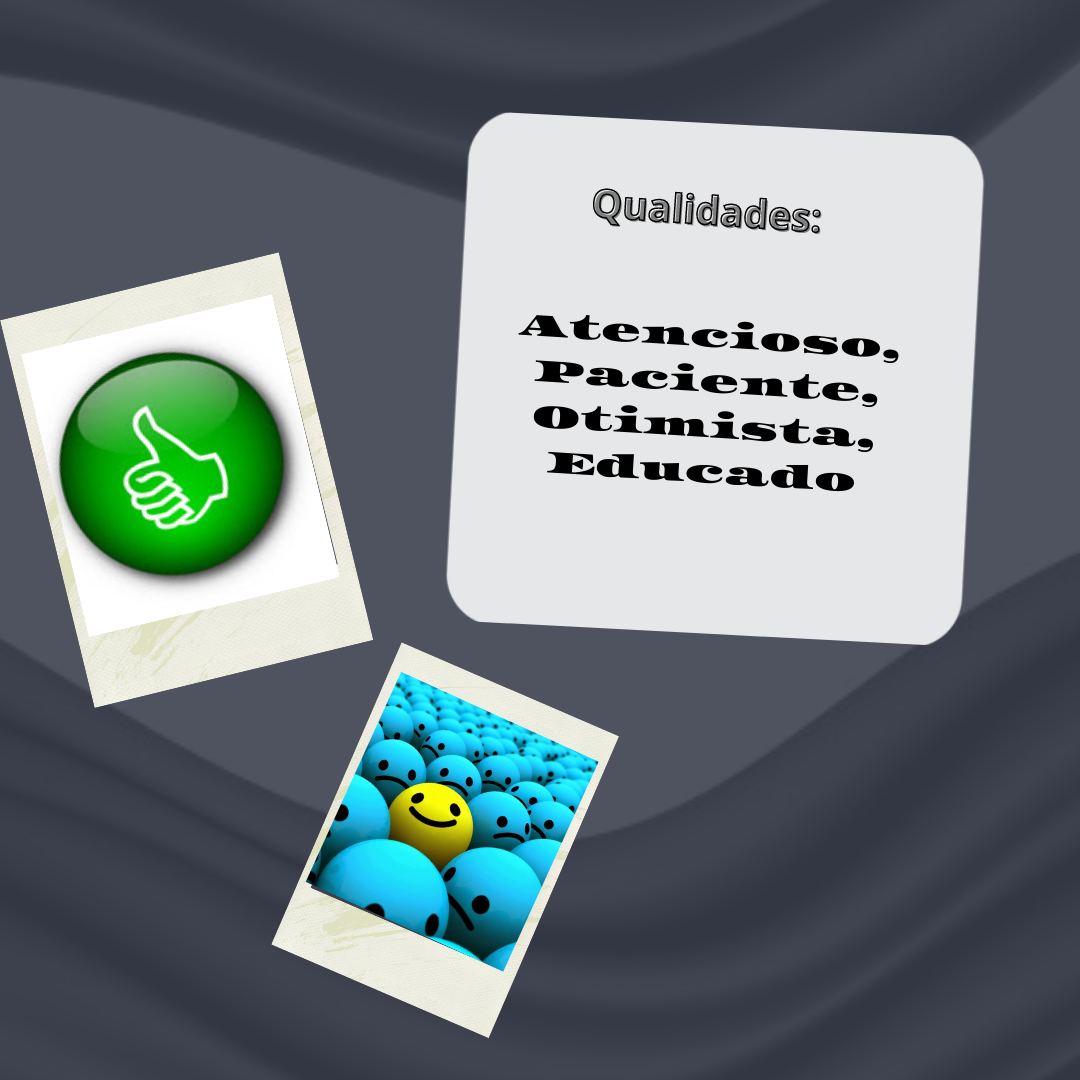 Qualidades:
Atencioso,
Paciente,
Otimista,
Educado